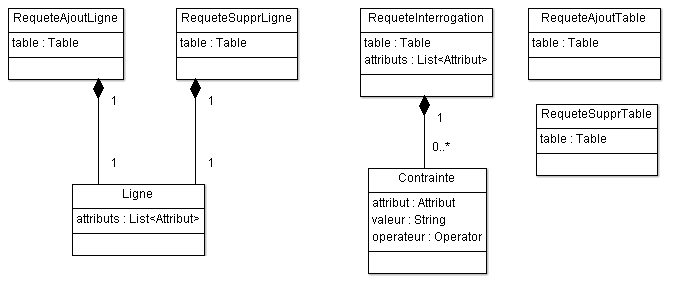 RequeteAjoutLigne
table : Table
RequeteSupprLigne
table : Table
RequeteInterrogation
table : Table
attributs : List<Attribut>
RequeteAjoutTable
table : Table
RequeteSupprTable
table : Table
1
1
1
1
1
0..*
Ligne
attributs : List<Attribut>
Contrainte
attribut : Attribut
valeur : String
operateur : Operator